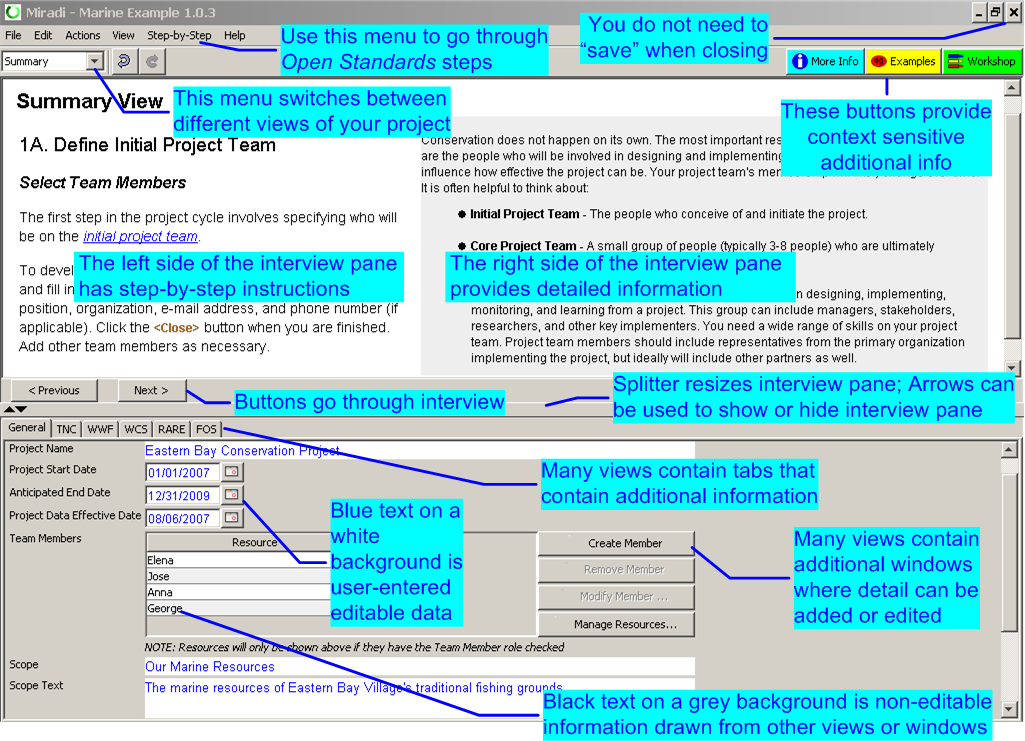 Miradi - Marine Example 1.0.3
File Edit Actions View Step-by-Step Help
Use this menu to go through
Open Standards steps
You do not need to
“save” when closing
Summary
More Info Examples Workshop
Summary View
This menu switches between
different views of your project
These buttons provide
context sensitive
additional info
1A. Define Initial Project Team
Select Team Members
The first step in the project cycle involves specifying who will
be on the initial project team.
To devel
and fill in
position, organization, e-mail address, and phone number (if
applicable). Click the <Close> button when you are finished.
Add other team members as necessary.
The left side of the interview pane
has step-by-step instructions
Conservation does not happen on its own. The most important
are the people who will be involved in designing and implementing
influence how effective the project can be. Your project team's
It is often helpful to think about:
Initial Project Team - The people who conceive of and initiate the project.
Core Project Team - A small group of people (typically 3-8 people) who are ultimately
The right side of the interview pane
provides detailed information
designing, implementing,
monitoring, and learning from a project. This group can include managers, stakeholders,
researchers, and other key implementers. You need a wide range of skills on your project
team. Project team members should include representatives from the primary organization
implementing the project, but ideally will include other partners as well.
< Previous Next >
Buttons go through interview
Splitter resizes interview pane; Arrows can
be used to show or hide interview pane
General TNC WWF WCS RARE FOS
Project Name Eastern Bay Conservation Project
Project Start Date 01/01/2007
Anticipated End Date 12/31/2009
Project Data Effective Date 08/06/2007
Many views contain tabs that
contain additional information
Blue text on a
white
background is
user-entered
editable data
Team Members
Resource
Elena
Jose
Anna
George
Create Member
Remove Member
Modify Member ...
Manage Resources...
Many views contain
additional windows
where detail can be
added or edited
NOTE: Resources will only be shown above if they have the Team Member role checked
Scope Our Marine Resources
Scope Text The marine resources of Eastern Bay Village's traditional fishing grounds
Black text on a grey background is non-editable
information drawn from other views or windows